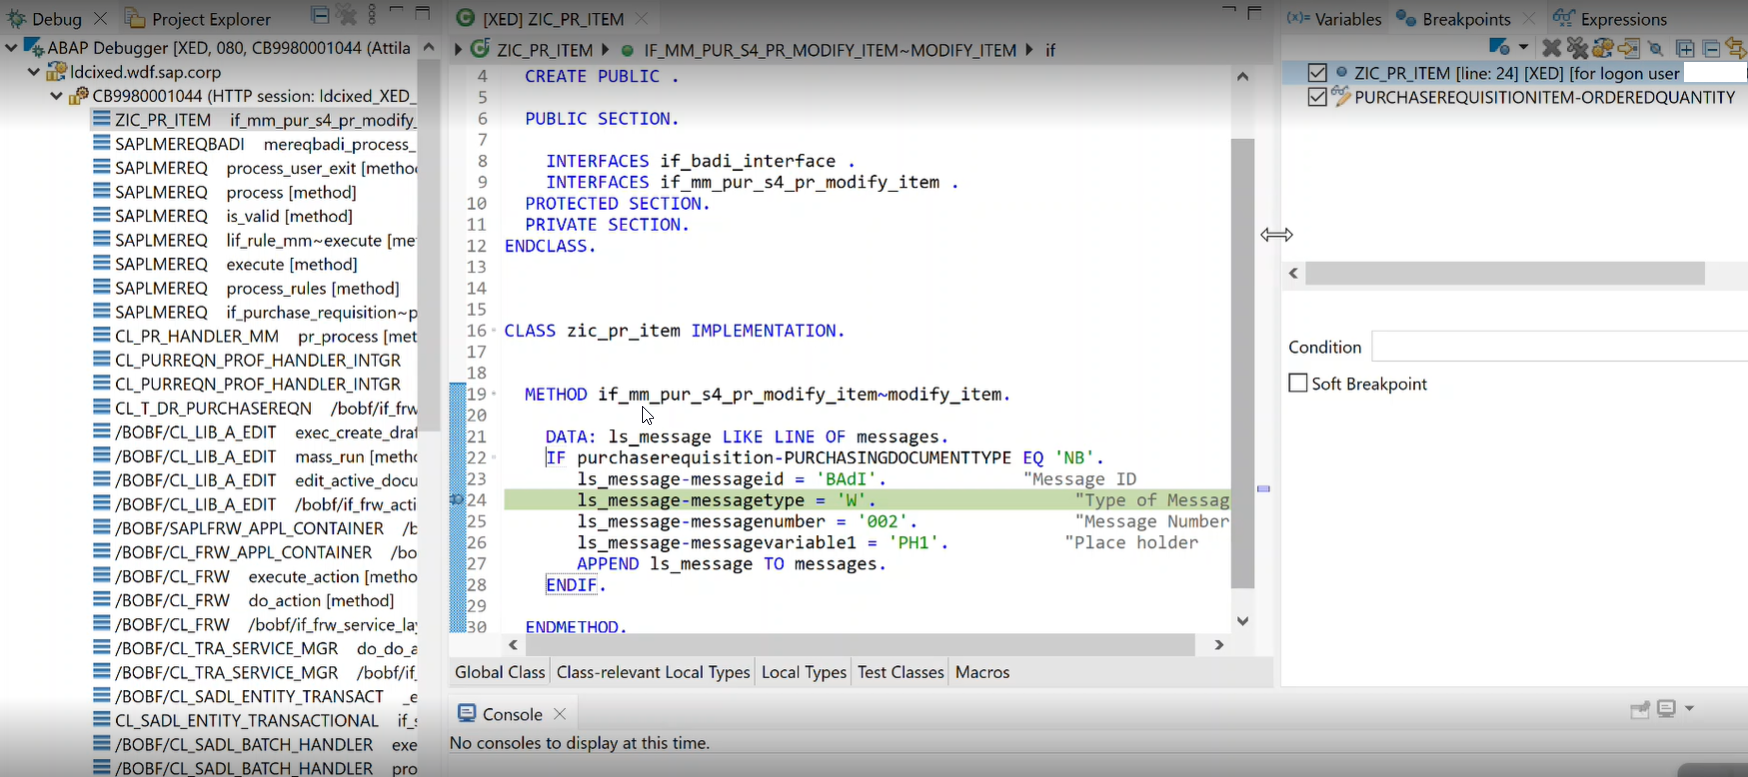 Debug
Project Explorer
ABAP Debugger [XED, 080, CB9980001044 (Attila
ldcixed.wdf.sap.corp
CB9980001044 (HTTP session: ldcixed_XED_
ZIC_PR_ITEM if_mm_pur_s4_pr_modify_
SAPLMEREQBADI mereqbadi_process_
SAPLMEREQ process_user_exit [metho
SAPLMEREQ process [method]
SAPLMEREQ is_valid [method]
SAPLMEREQ lif_rule_mm~execute [me
SAPLMEREQ execute [method]
SAPLMEREQ process_rules [method]
SAPLMEREQ if_purchase_requisition~p
CL_PR_HANDLER_MM pr_process [met
CL_PURREQN_PROF_HANDLER_INTGR
CL_PURREQN_PROF_HANDLER_INTGR
CL_T_DR_PURCHASEREQN /bobf/if_frw
/BOBF/CL_LIB_A_EDIT exec_create_dra
/BOBF/CL_LIB_A_EDIT mass_run [metho
/BOBF/CL_LIB_A_EDIT edit_active_docu
/BOBF/CL_LIB_A_EDIT /bobf/if_frw_acti
/BOBF/SAPLFRW_APPL_CONTAINER /b
/BOBF/CL_FRW_APPL_CONTAINER /bo
/BOBF/CL_FRW execute_action [metho
/BOBF/CL_FRW do_action [method]
/BOBF/CL_FRW /bobf/if_frw_service_la
/BOBF/CL_TRA_SERVICE_MGR do_do_a
/BOBF/CL_TRA_SERVICE_MGR /bobf/if_
/BOBF/CL_SADL_ENTITY_TRANSACT _e
CL_SADL_ENTITY_TRANSACTIONAL if_s
/BOBF/CL_SADL_BATCH_HANDLER exe
/BOBF/CL_SADL_BATCH_HANDLER pro
[XED] ZIC_PR_ITEM
ZIC_PR_ITEM IF_MM_PUR_S4_PR_MODIFY_ITEM~MODIFY_ITEM if
4 CREATE PUBLIC .
5
6 PUBLIC SECTION.
7
8 INTERFACES if_badi_interface .
9 INTERFACES if_mm_pur_s4_pr_modify_item .
10 PROTECTED SECTION.
11 PRIVATE SECTION.
12 ENDCLASS.
13
14
15
16 CLASS zic_pr_item IMPLEMENTATION.
17
18
19 METHOD if_mm_pur_s4_pr_modify_item~modify_item.
20
21 DATA: ls_message LIKE LINE OF messages.
22 IF purchaserequisition-PURCHASINGDOCUMENTTYPE EQ 'NB'.
23 ls_message-messageid = 'BAdI'. "Message ID
24 ls_message-messagetype = 'W'. "Type of Messag
25 ls_message-messagenumber = '002'. "Message Number
26 ls_message-messagevariable1 = 'PH1'. "Place holder
27 APPEND ls_message TO messages.
28 ENDIF.
29
30 ENDMETHOD.
Global Class Class-relevant Local Types Local Types Test Classes Macros
Console
No consoles to display at this time.
(x)= Variables Breakpoints Expressions
ZIC_PR_ITEM [line: 24] [XED] [for logon user
PURCHASEREQUISITIONITEM-ORDEREDQUANTITY
Condition
Soft Breakpoint